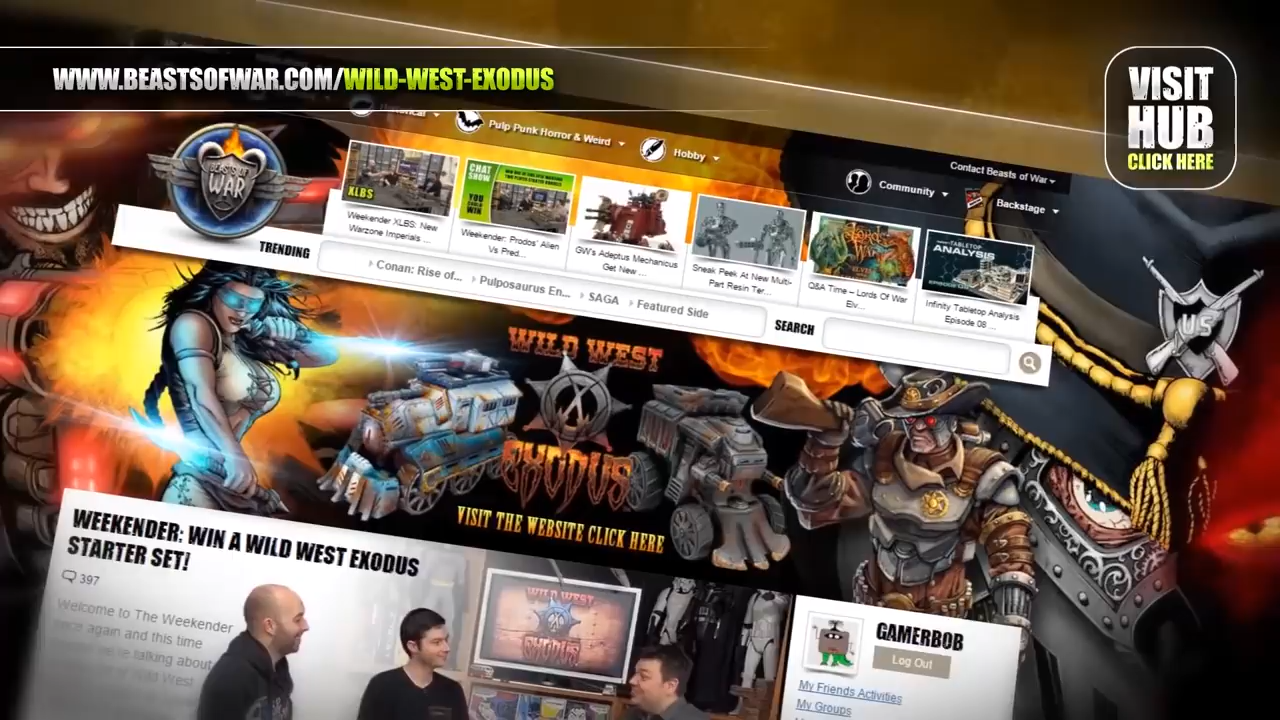 WWW.BEASTSOFWAR.COM/WILD-WEST-EXODUS
VISIT
HUB
CLICK HERE
Pulp Punk Horror & Weird
Hobby
Contact Beasts of War
Community
Backstage
BEASTS OF
WAR
XLBS
Weekender XLBS: New
Warzone Imperials ...
CHAT
SHOW
YOU
COULD
WIN
Weekender: Prodos' Alien
Vs Pred...
GW's Adeptus Mechanicus
Get New ...
Sneak Peek At New Multi-
Part Resin Ter...
Q&A Time – Lords Of War
Elv...
TABLETOP
ANALYSIS
Infinity Tabletop Analysis
Episode 08 ...
TRENDING
Conan: Rise of...
Pulposaurus En...
SAGA
Featured Side
SEARCH
US
WILD WEST
EXODUS
VISIT THE WEBSITE CLICK HERE
WEEKENDER: WIN A WILD WEST EXODUS
STARTER SET!
397
Welcome to The Weekender
once again and this time
talking about
Wild West
WILD WEST
EXODUS
GAMERBOB
Log Out
My Friends Activities
My Groups